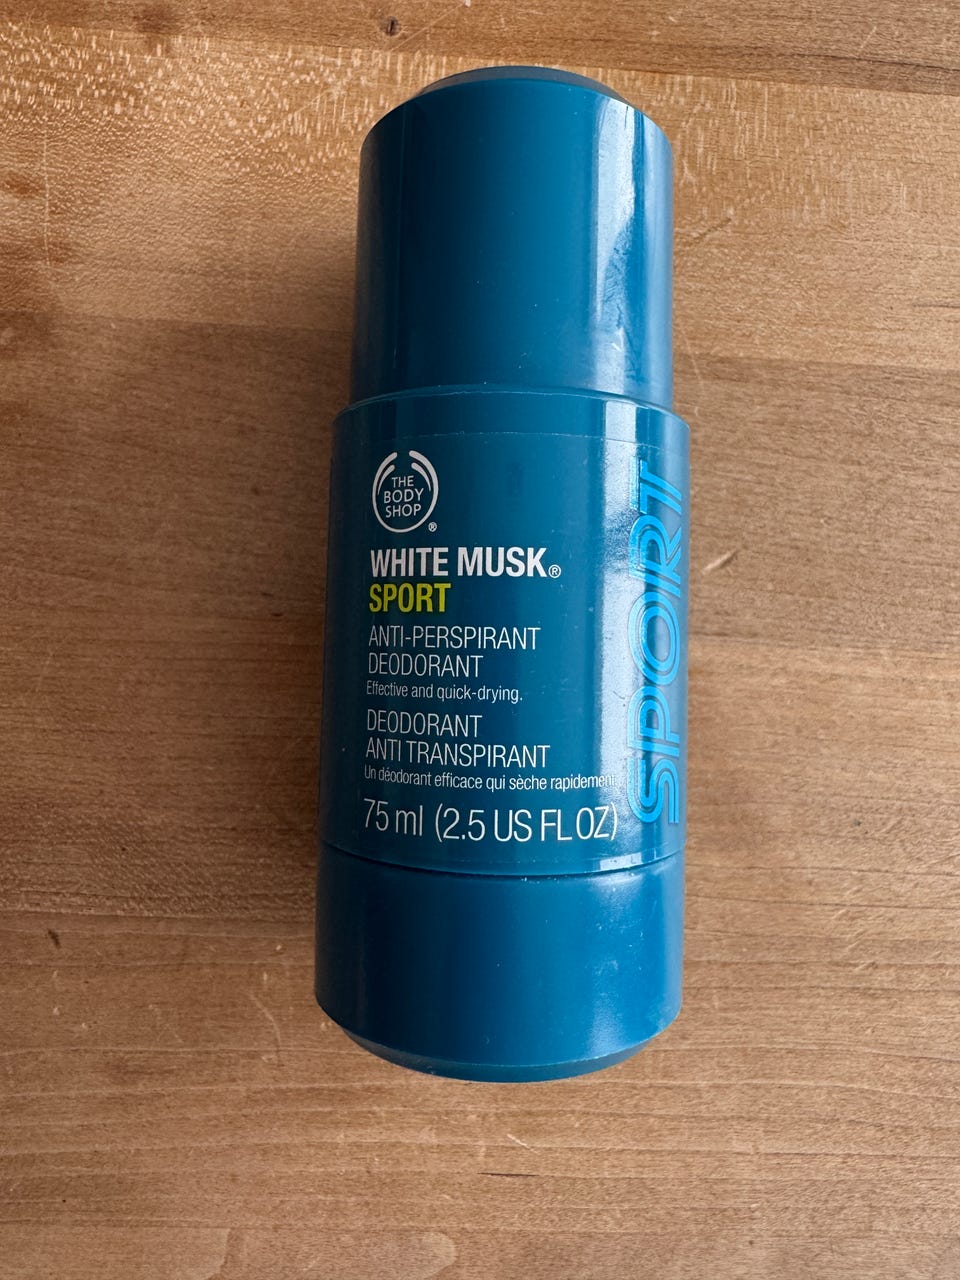 THE
BODY
SHOP®
WHITE MUSK®
SPORT
ANTI-PERSPIRANT
DEODORANT
Effective and quick-drying.
DEODORANT
ANTI TRANSPIRANT
Un déodorant efficace qui sèche rapidement.
75 ml (2.5 US FL OZ)
SPORT